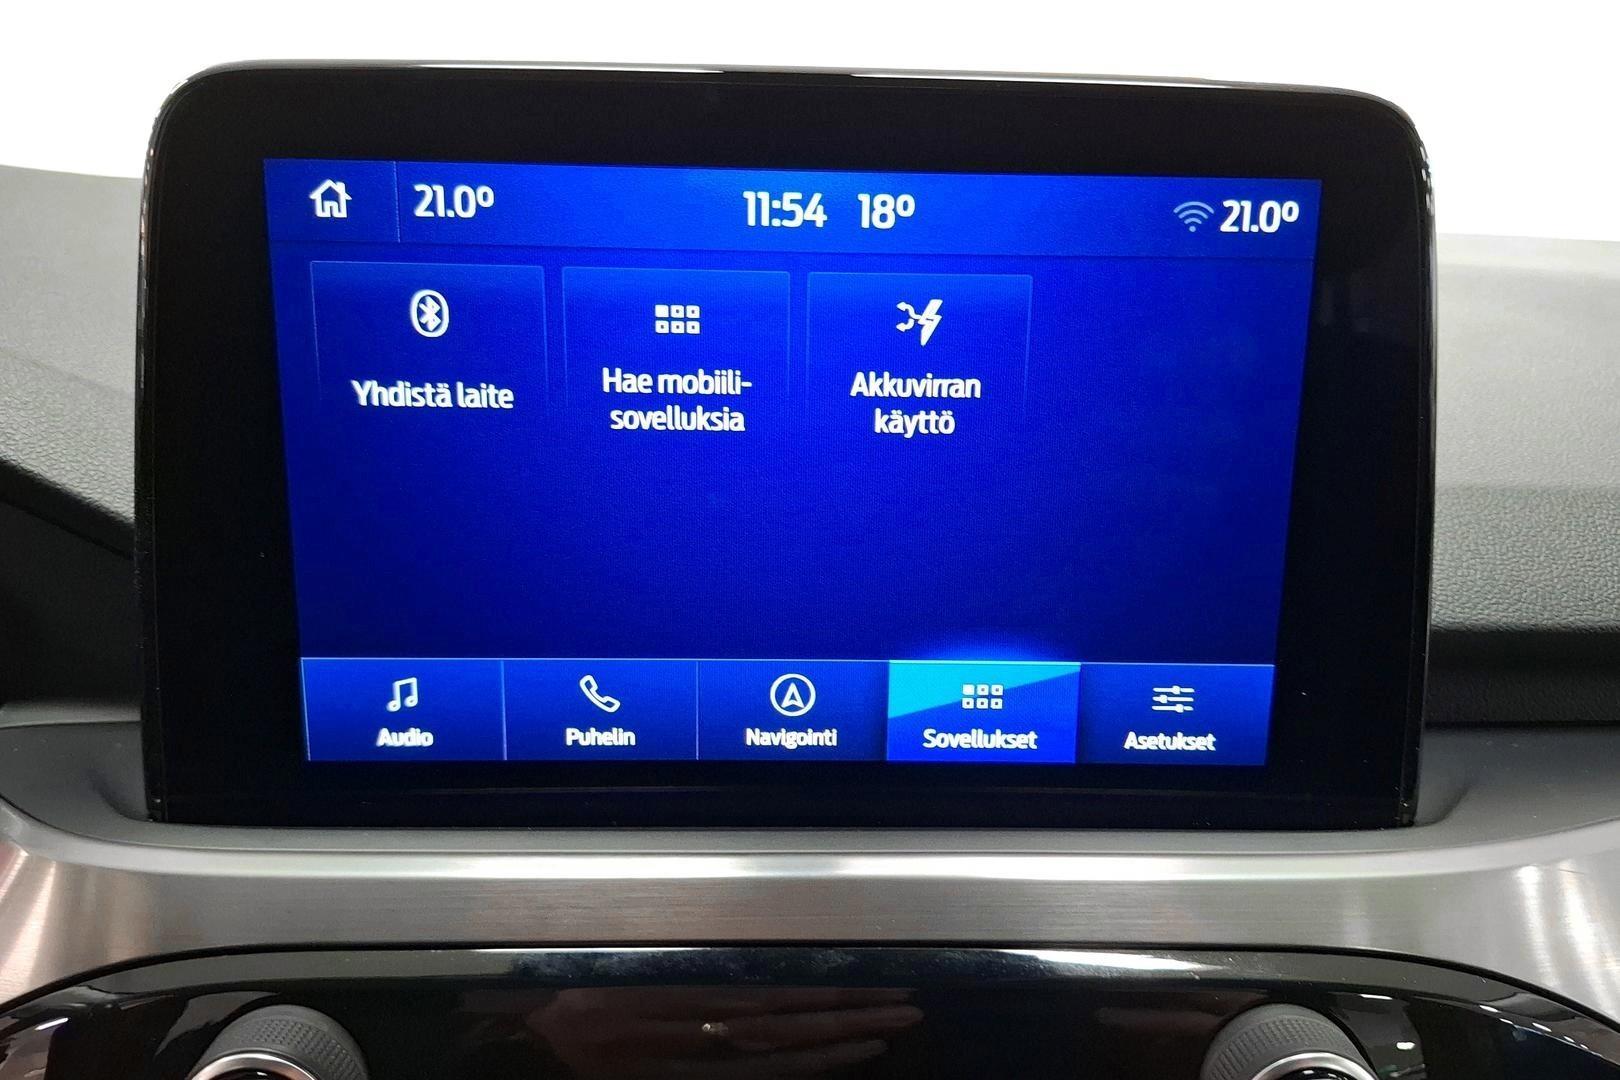 21.0° 11:54 18° 21.0°
Yhdistä laite
Hae mobiili-
sovelluksia
Akkuvirran
käyttö
Audio Puhelin Navigointi Sovellukset Asetukset